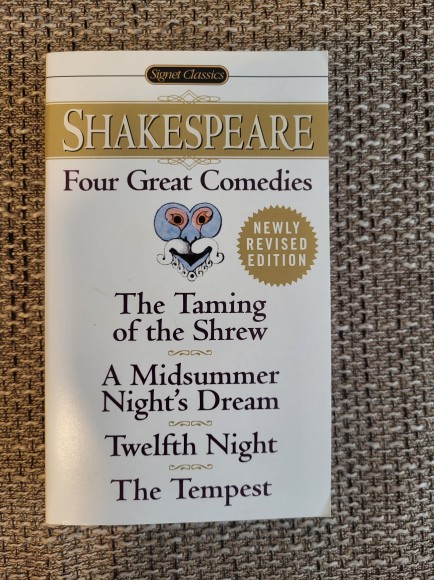 Signet Classics
SHAKESPEARE
Four Great Comedies
NEWLY
REVISED
EDITION
The Taming
of the Shrew
A Midsummer
Night's Dream
Twelfth Night
The Tempest